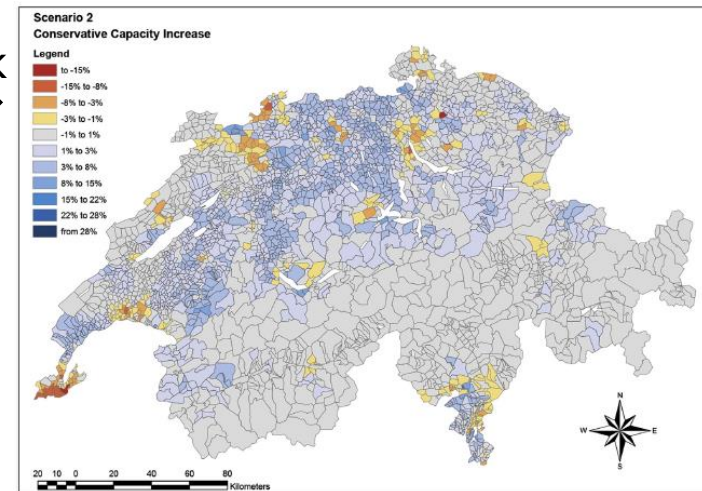 Scenario 2
Conservative Capacity Increase
Legend
to -15%
-15% to -8%
-8% to -3%
-3% to -1%
-1% to 1%
1% to 3%
3% to 8%
8% to 15%
15% to 22%
22% to 28%
from 28%
N
W E
S
20 10 0 20 40 60 80
Kilometers